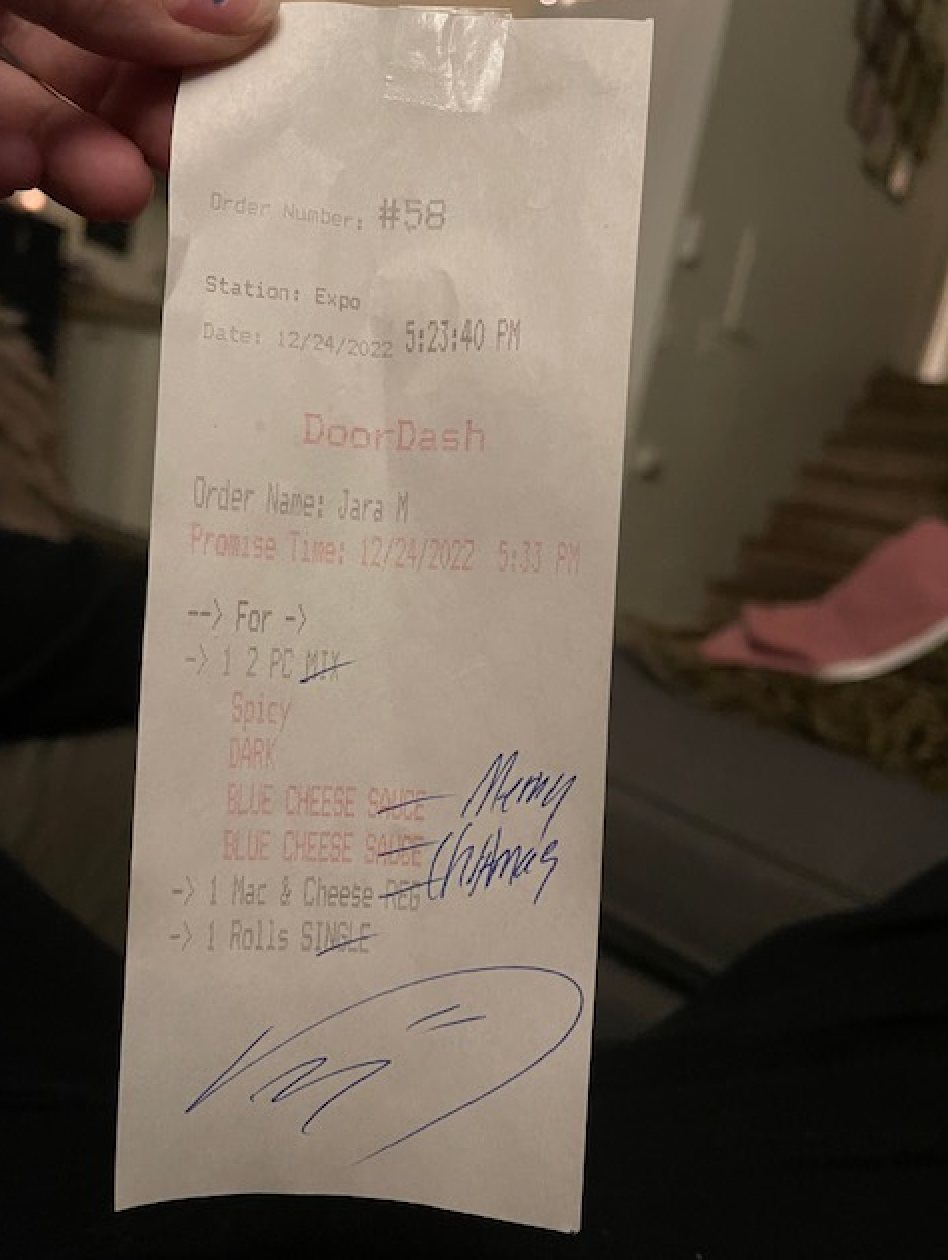 Order Number: #58
Station: Expo
Date: 12/24/2022 5:23:40 PM
DoorDash
Order Name: Jara M
Promise Time: 12/24/2022 5:33 PM
--> For ->
-> 1 2 PC MIX
Spicy
DARK
BLUE CHEESE SAUCE
BLUE CHEESE SAUCE
-> 1 Mac & Cheese REG
-> 1 Rolls SINGLE
Merry